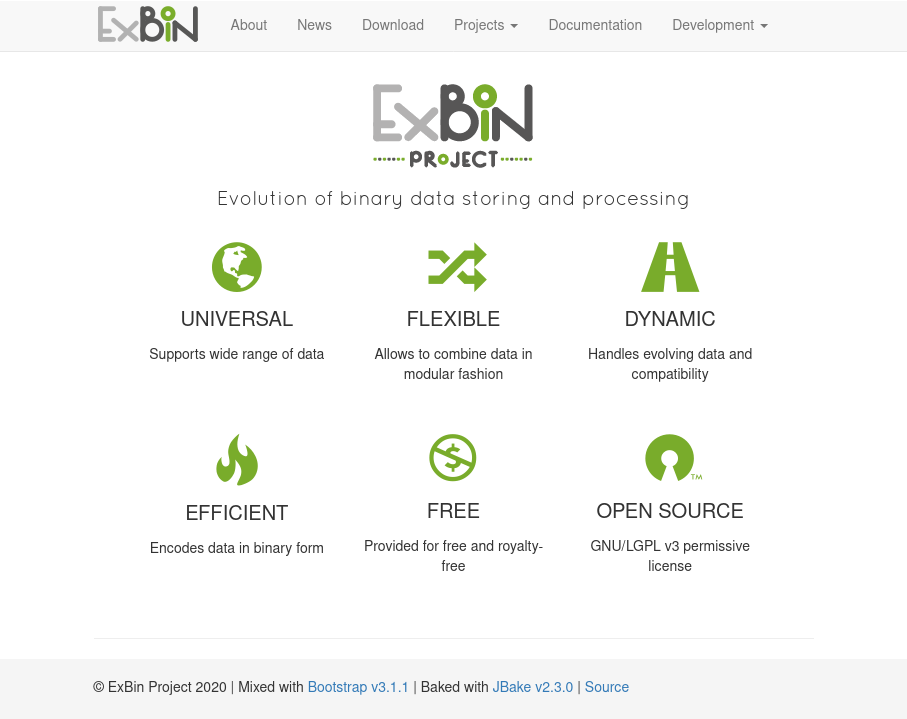 ExBiN About News Download Projects Documentation Development
ExBiN
PROJECT
Evolution of binary data storing and processing
UNIVERSAL FLEXIBLE DYNAMIC
Supports wide range of data
Allows to combine data in
modular fashion
Handles evolving data and
compatibility
EFFICIENT
Encodes data in binary form
FREE
Provided for free and royalty-
free
TM
OPEN SOURCE
GNU/LGPL v3 permissive
license
© ExBin Project 2020 | Mixed with Bootstrap v3.1.1 | Baked with JBake v2.3.0 | Source